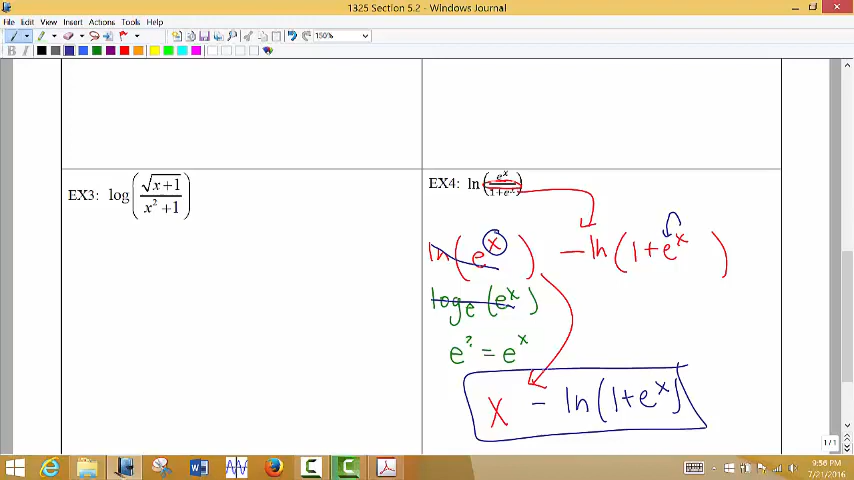 1325 Section 5.2 - Windows Journal
File Edit View Insert Actions Tools Help
B I 150%
EX3: log(√(x+1)/(x²+1))
EX4: ln(eˣ/(1+eˣ))
ln(eˣ) – ln(1+eˣ)
logₑ(eˣ)
e^? = eˣ
x – ln(1+eˣ)
1/1
9:56 PM
7/21/2016